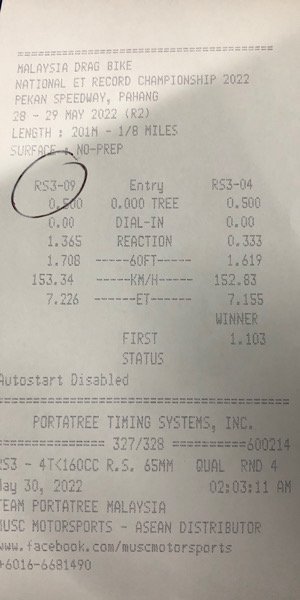 MALAYSIA DRAG BIKE
NATIONAL ET RECORD CHAMPIONSHIP 2022
PEKAN SPEEDWAY, PAHANG
28 - 29 MAY 2022 (R2)
LENGTH : 201M - 1/8 MILES
SURFACE : NO-PREP
RS3-09 Entry RS3-04
0.500 0.000 TREE 0.500
0.00 DIAL-IN 0.00
1.365 REACTION 0.333
1.708 -----60FT----- 1.619
153.34 -----KM/H----- 152.83
7.226 ------ET------ 7.155
WINNER
FIRST 1.103
STATUS
Autostart Disabled
PORTATREE TIMING SYSTEMS, INC.
============== 327/328 ==========600214
RS3 - 4T<160CC R.S. 65MM QUAL RND 4
May 30, 2022 02:03:11 AM
TEAM PORTATREE MALAYSIA
MUSC MOTORSPORTS - ASEAN DISTRIBUTOR
www.facebook.com/muscmotorsports
+6016-6681490